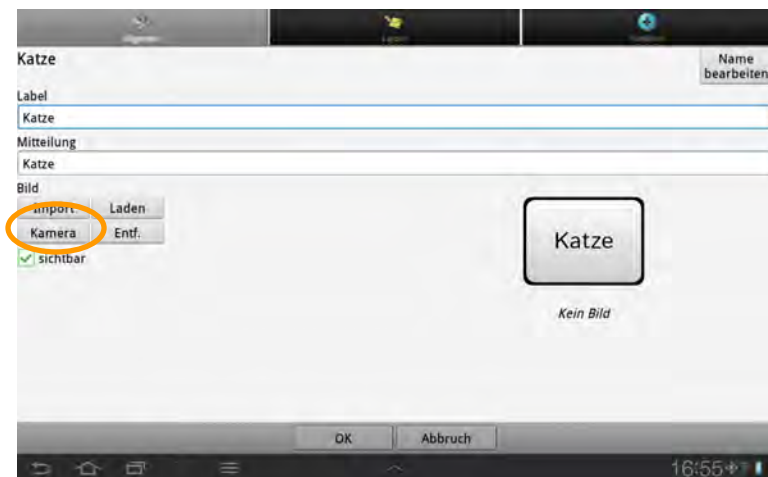 Katze
Name
bearbeiten
Label
Katze
Mitteilung
Katze
Bild
Import Laden
Kamera Entf.
sichtbar
Katze
Kein Bild
OK Abbruch
16:55